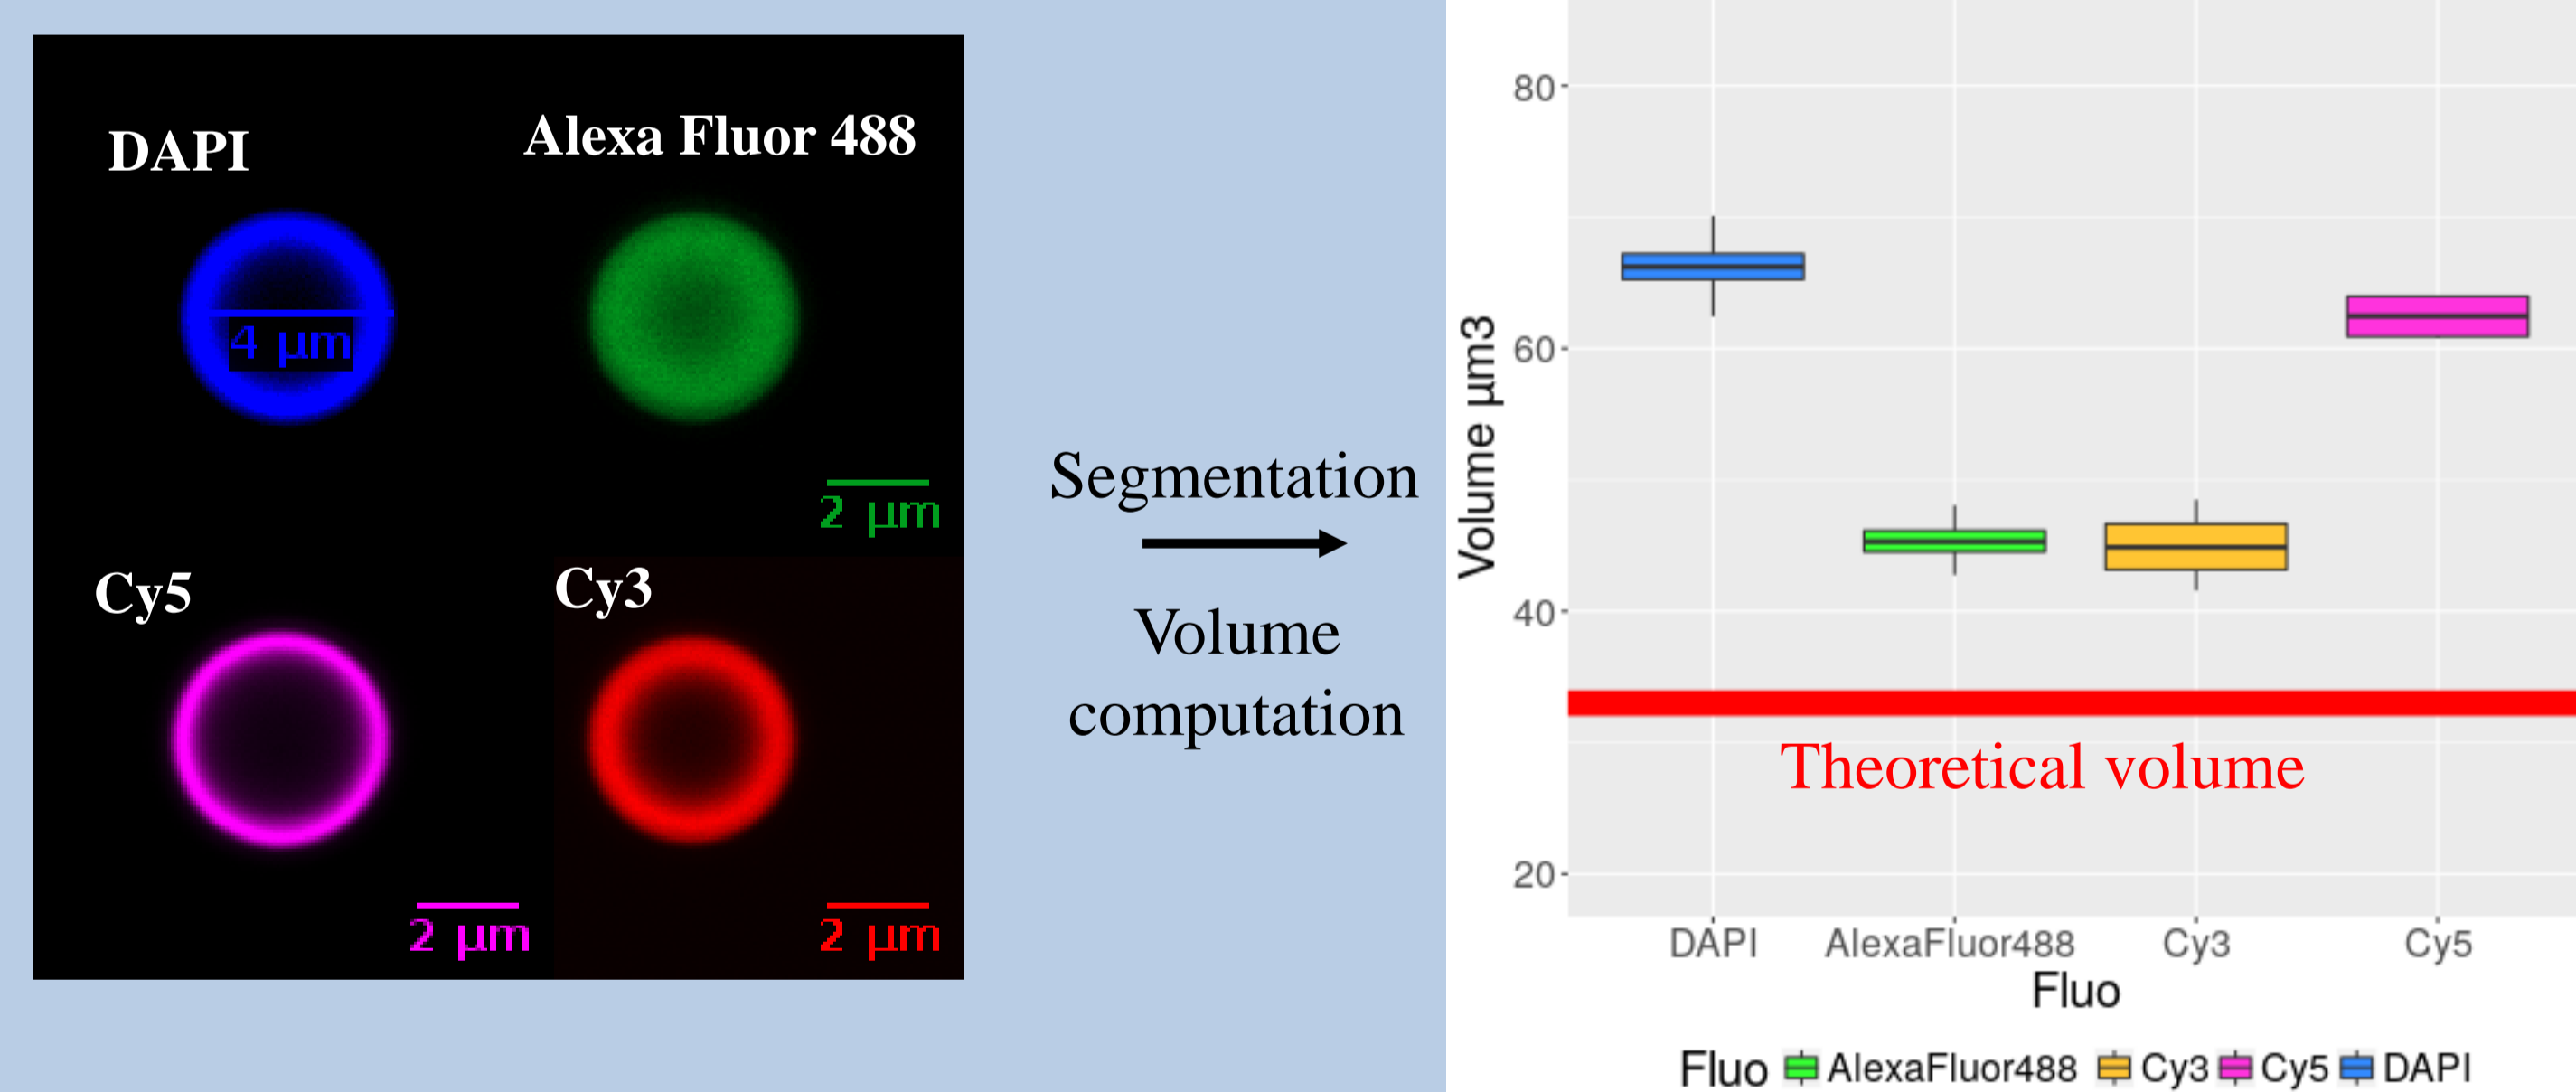 DAPI
Alexa Fluor 488
4 µm
2 µm
Cy5
Cy3
2 µm
2 µm
Segmentation
Volume
computation
Volume µm3
80
60
40
20
Theoretical volume
DAPI AlexaFluor488 Cy3 Cy5
Fluo
Fluo AlexaFluor488 Cy3 Cy5 DAPI